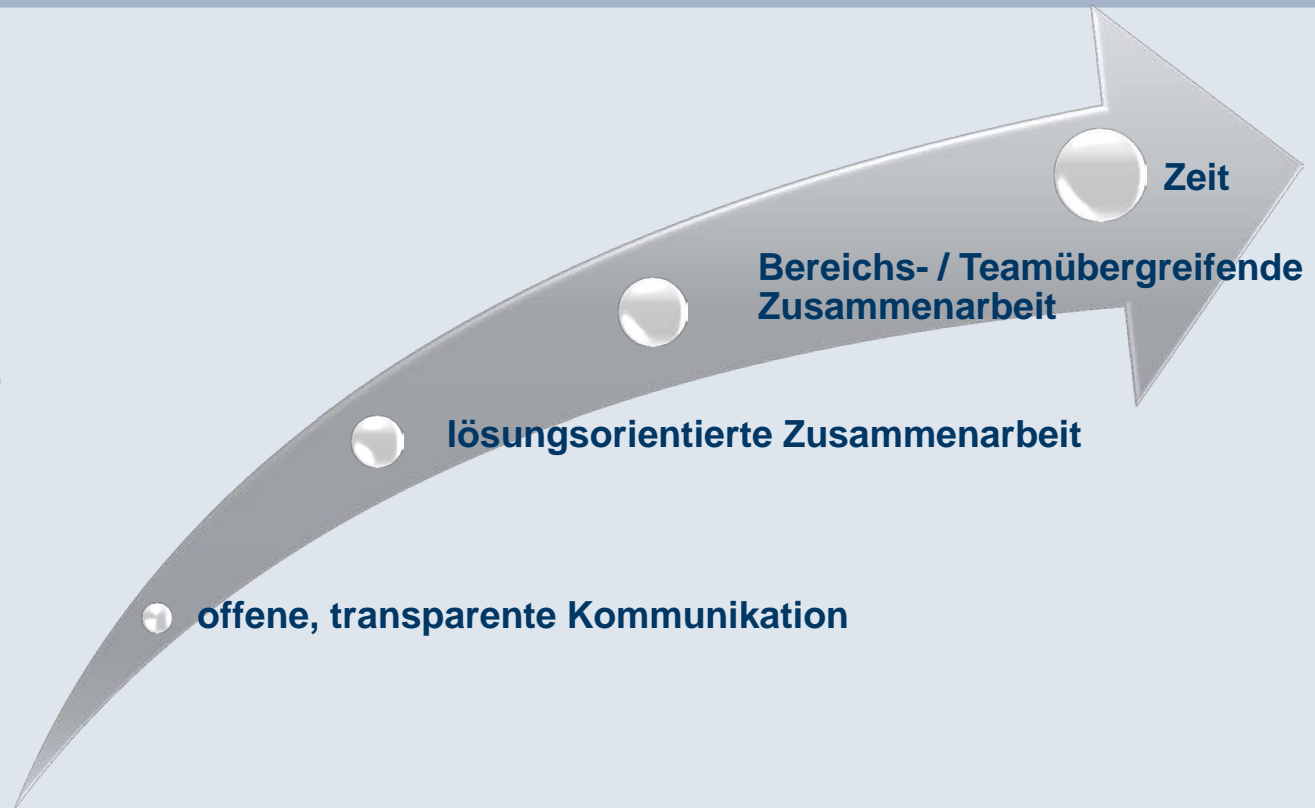 Zeit
Bereichs- / Teamübergreifende
Zusammenarbeit
lösungsorientierte Zusammenarbeit
offene, transparente Kommunikation